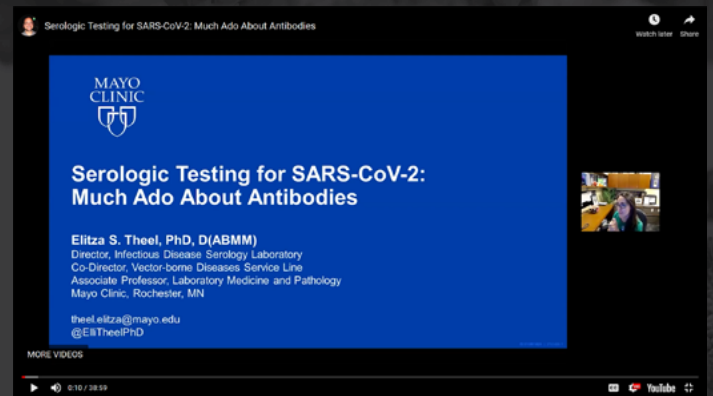 Serologic Testing for SARS-CoV-2: Much Ado About Antibodies
Watch later
Share
MAYO
CLINIC
Serologic Testing for SARS-CoV-2:
Much Ado About Antibodies
Elitza S. Theel, PhD, D(ABMM)
Director, Infectious Disease Serology Laboratory
Co-Director, Vector-borne Diseases Service Line
Associate Professor, Laboratory Medicine and Pathology
Mayo Clinic, Rochester, MN
theel.elitza@mayo.edu
@ElliTheelPhD
MORE VIDEOS
0:10 / 38:59
CC
YouTube